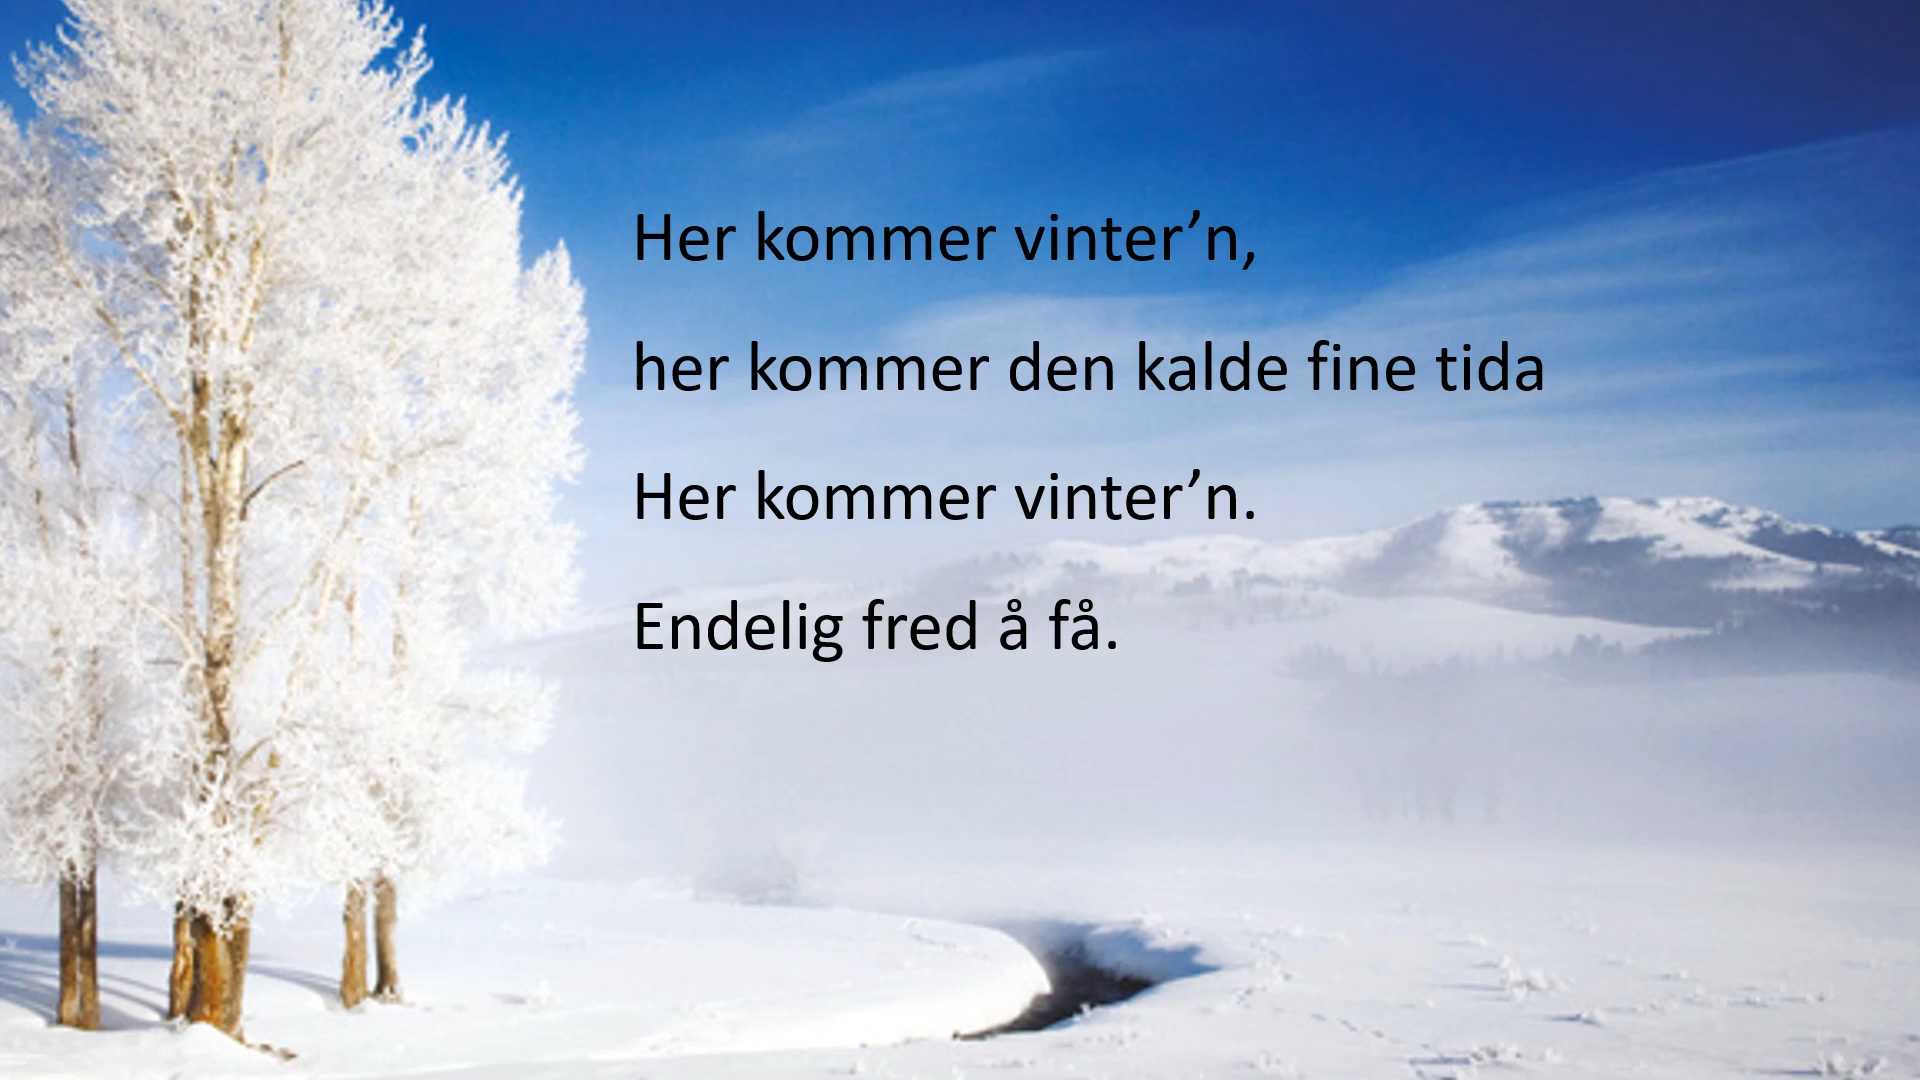 Her kommer vinter’n,
her kommer den kalde fine tida
Her kommer vinter’n.
Endelig fred å få.